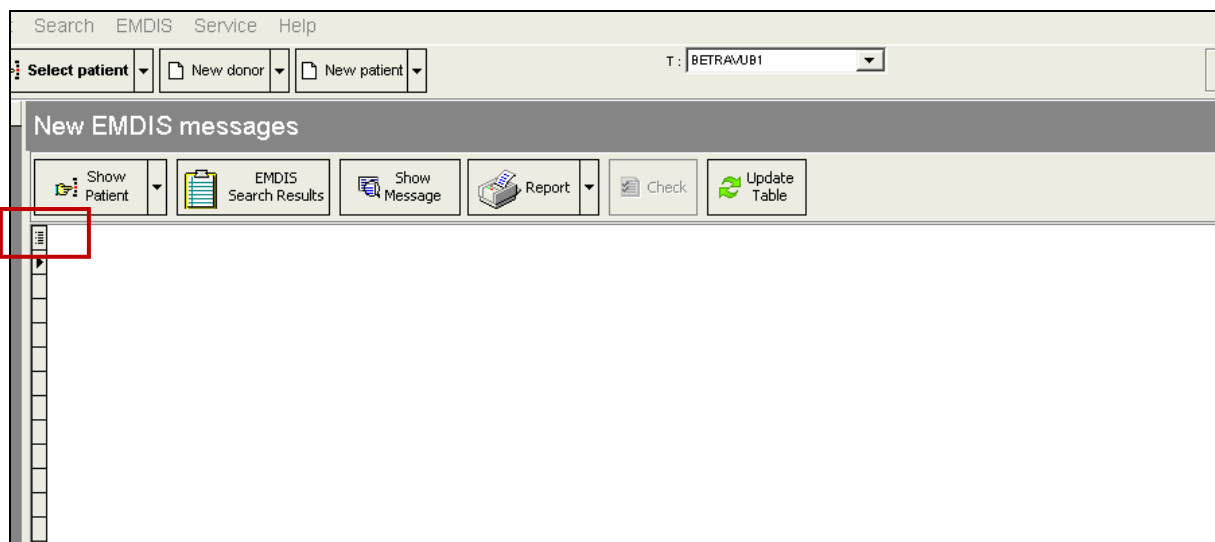 Search EMDIS Service Help
Select patient New donor New patient T : BETRAVUB1
New EMDIS messages
Show Patient EMDIS Search Results Show Message Report Check Update Table